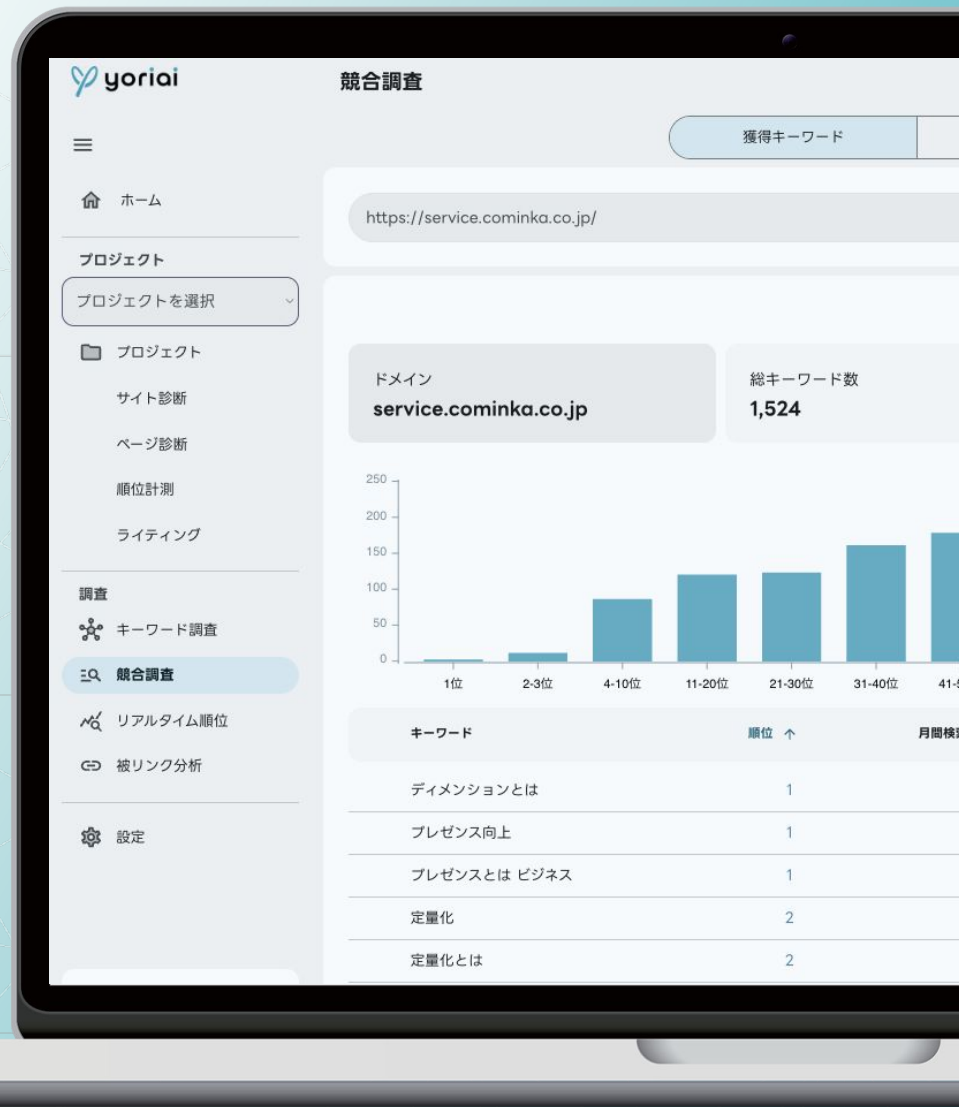 yoriai
競合調査
獲得キーワード
ホーム
https://service.cominka.co.jp/
プロジェクト
プロジェクトを選択
プロジェクト
サイト診断
ページ診断
順位計測
ライティング
調査
キーワード調査
競合調査
リアルタイム順位
被リンク分析
設定
ドメイン
service.cominka.co.jp
総キーワード数
1,524
250
200
150
100
50
0
1位 2-3位 4-10位 11-20位 21-30位 31-40位 41-5
キーワード 順位 ↑ 月間検
ディメンションとは 1
プレゼンス向上 1
プレゼンスとは ビジネス 1
定量化 2
定量化とは 2